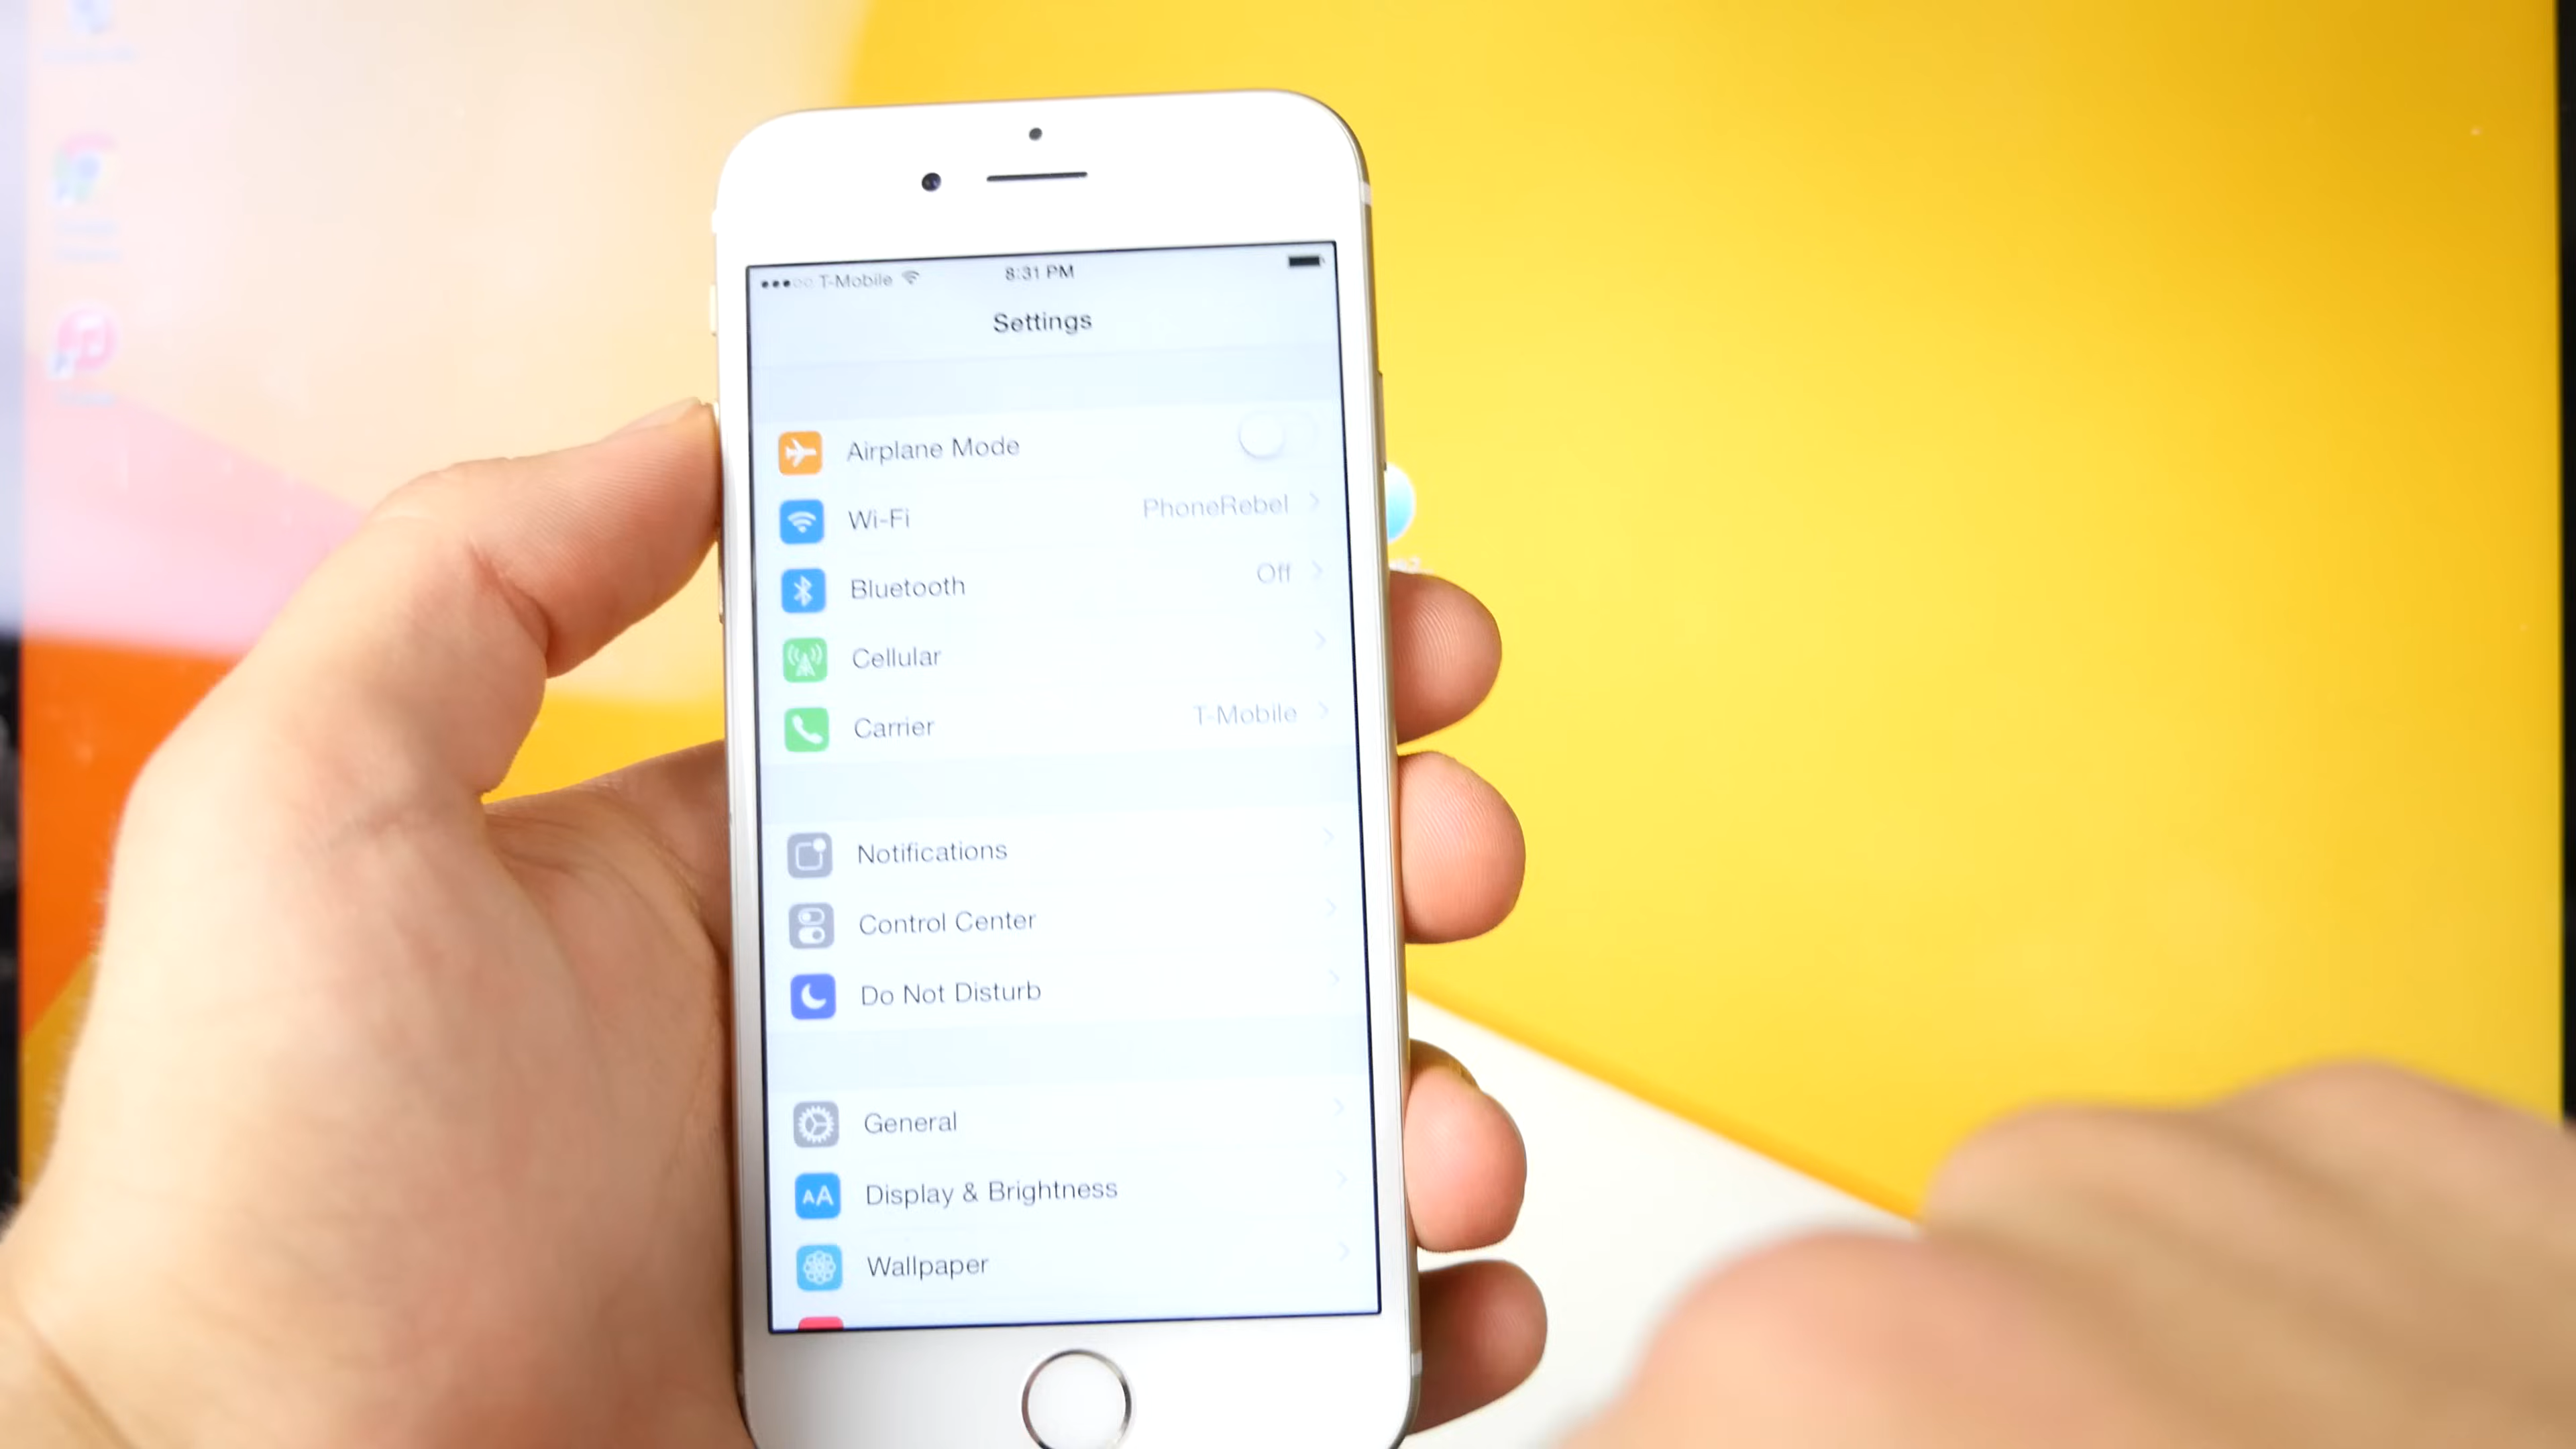 T-Mobile 8:31 PM
Settings
Airplane Mode
Wi-Fi PhoneRebel
Bluetooth Off
Cellular
Carrier T-Mobile
Notifications
Control Center
Do Not Disturb
General
AA Display & Brightness
Wallpaper